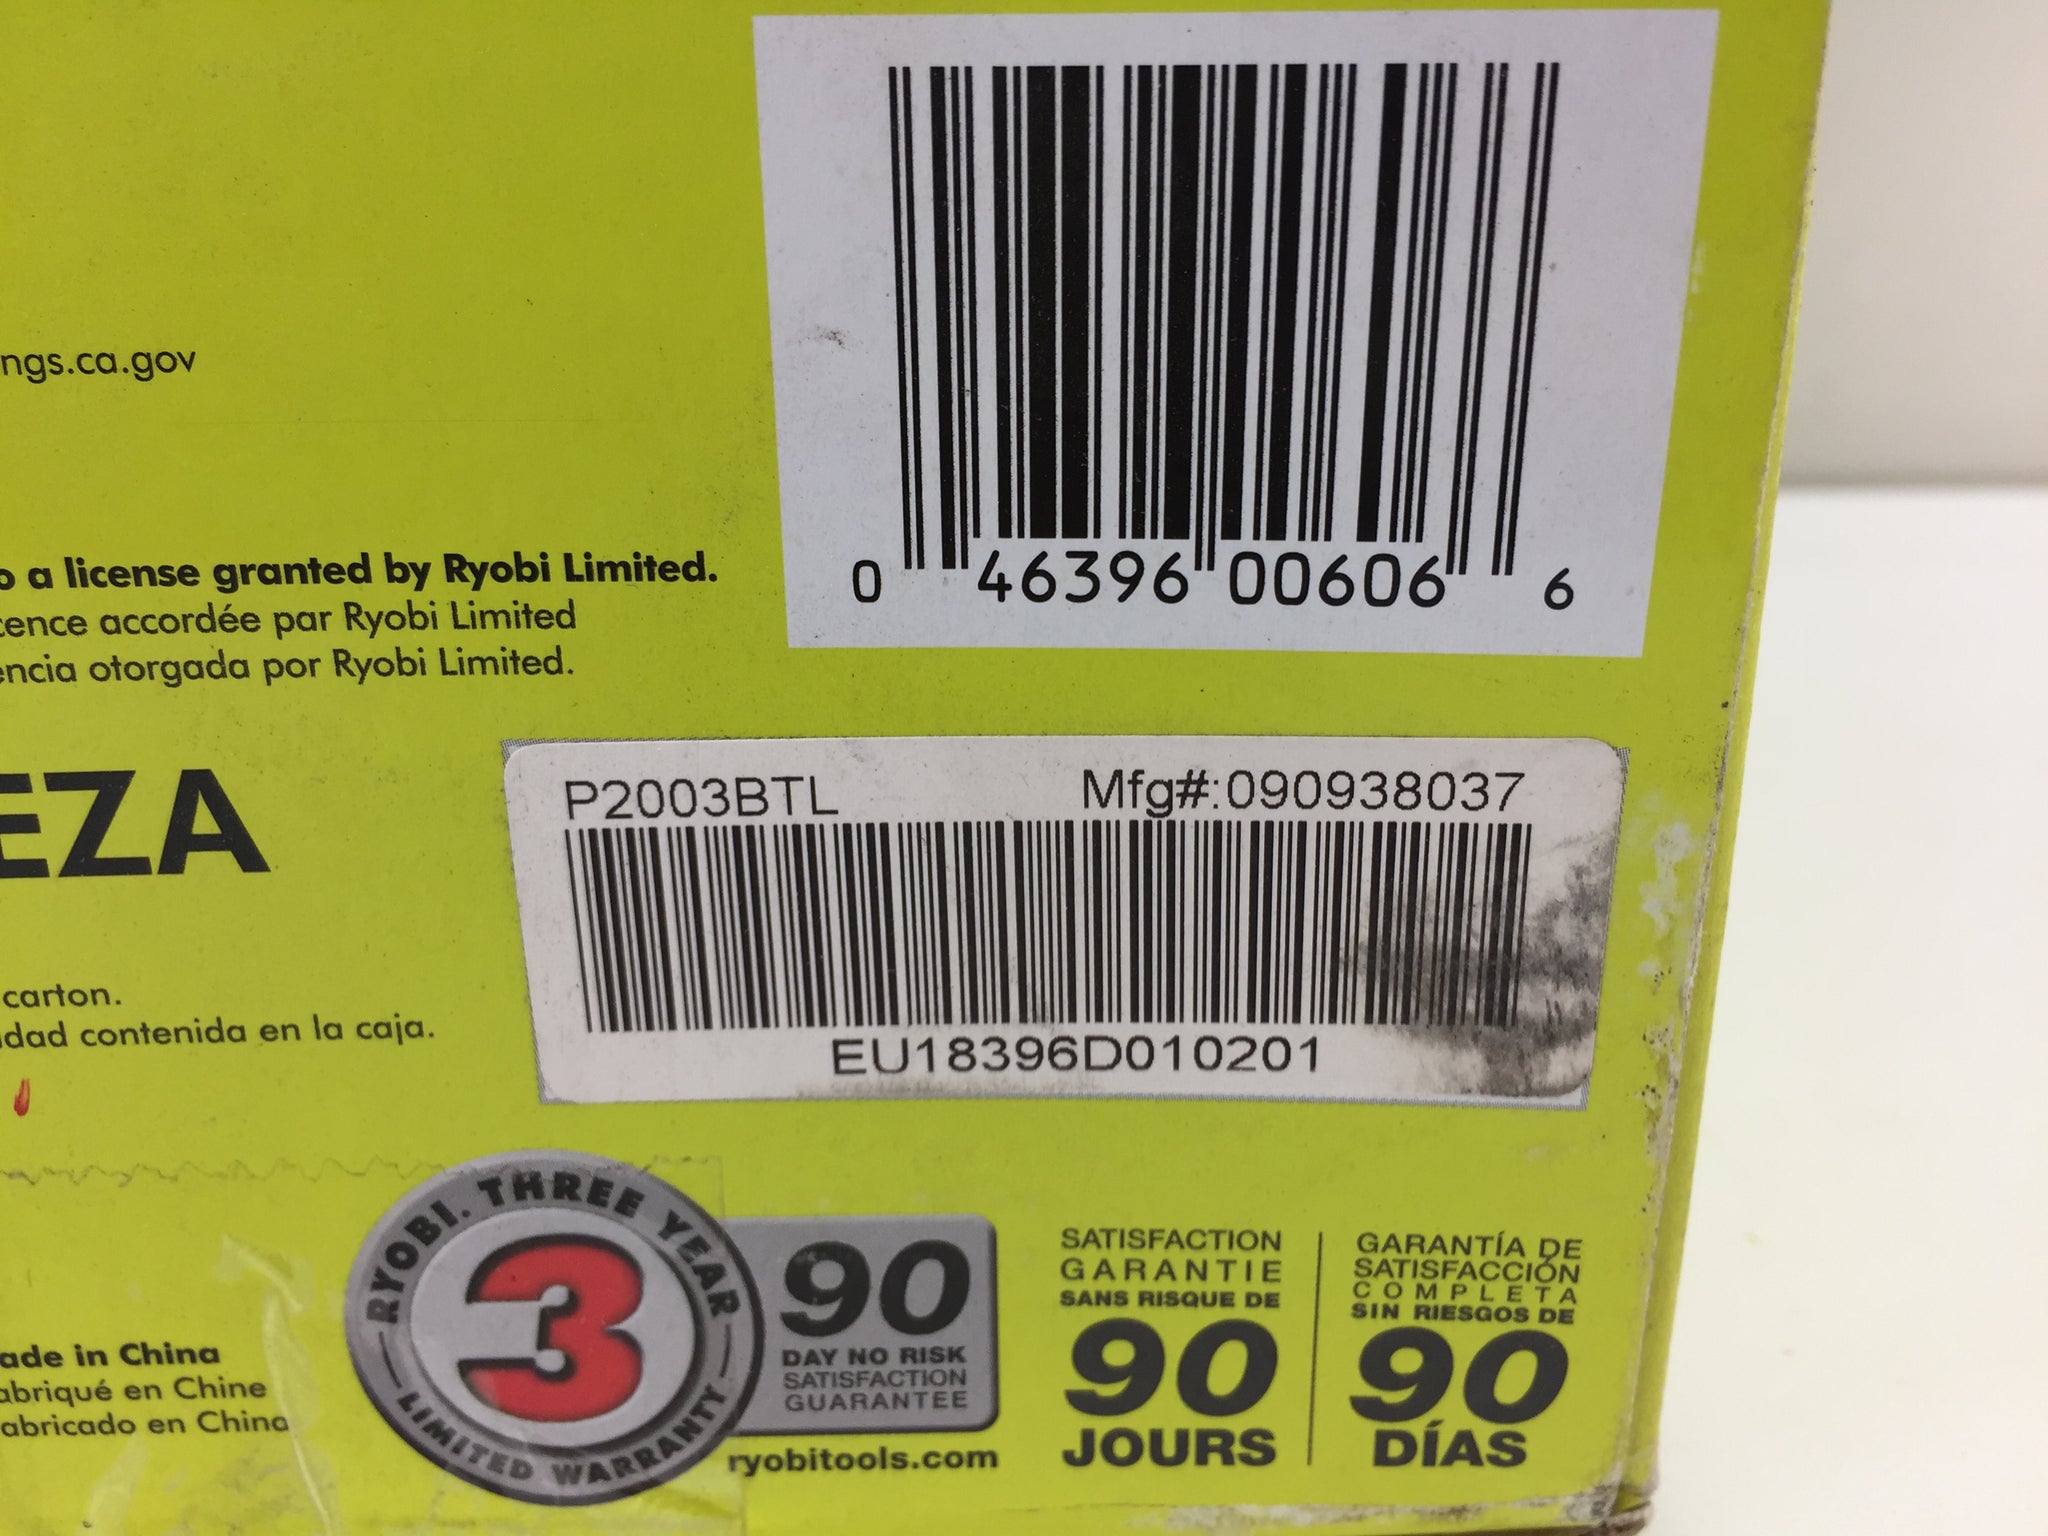 0 46396 00606 6
ngs.ca.gov
a license granted by Ryobi Limited.
accordée par Ryobi Limited
otorgada por Ryobi Limited.
P2003BTL Mfg#:090938037
EZA
carton.
EU18396D010201
dad contenida en la caja.
RYOBI. THREE YEAR
3
LIMITED WARRANTY
90
DAY NO RISK
SATISFACTION
GUARANTEE
ryobitools.com
SATISFACTION
GARANTIE
SANS RISQUE DE
90
JOURS
GARANTÍA DE
SATISFACCIÓN
COMPLETA
SIN RIESGOS DE
90
DÍAS
ade in China
abriqué en Chine
abricado en China